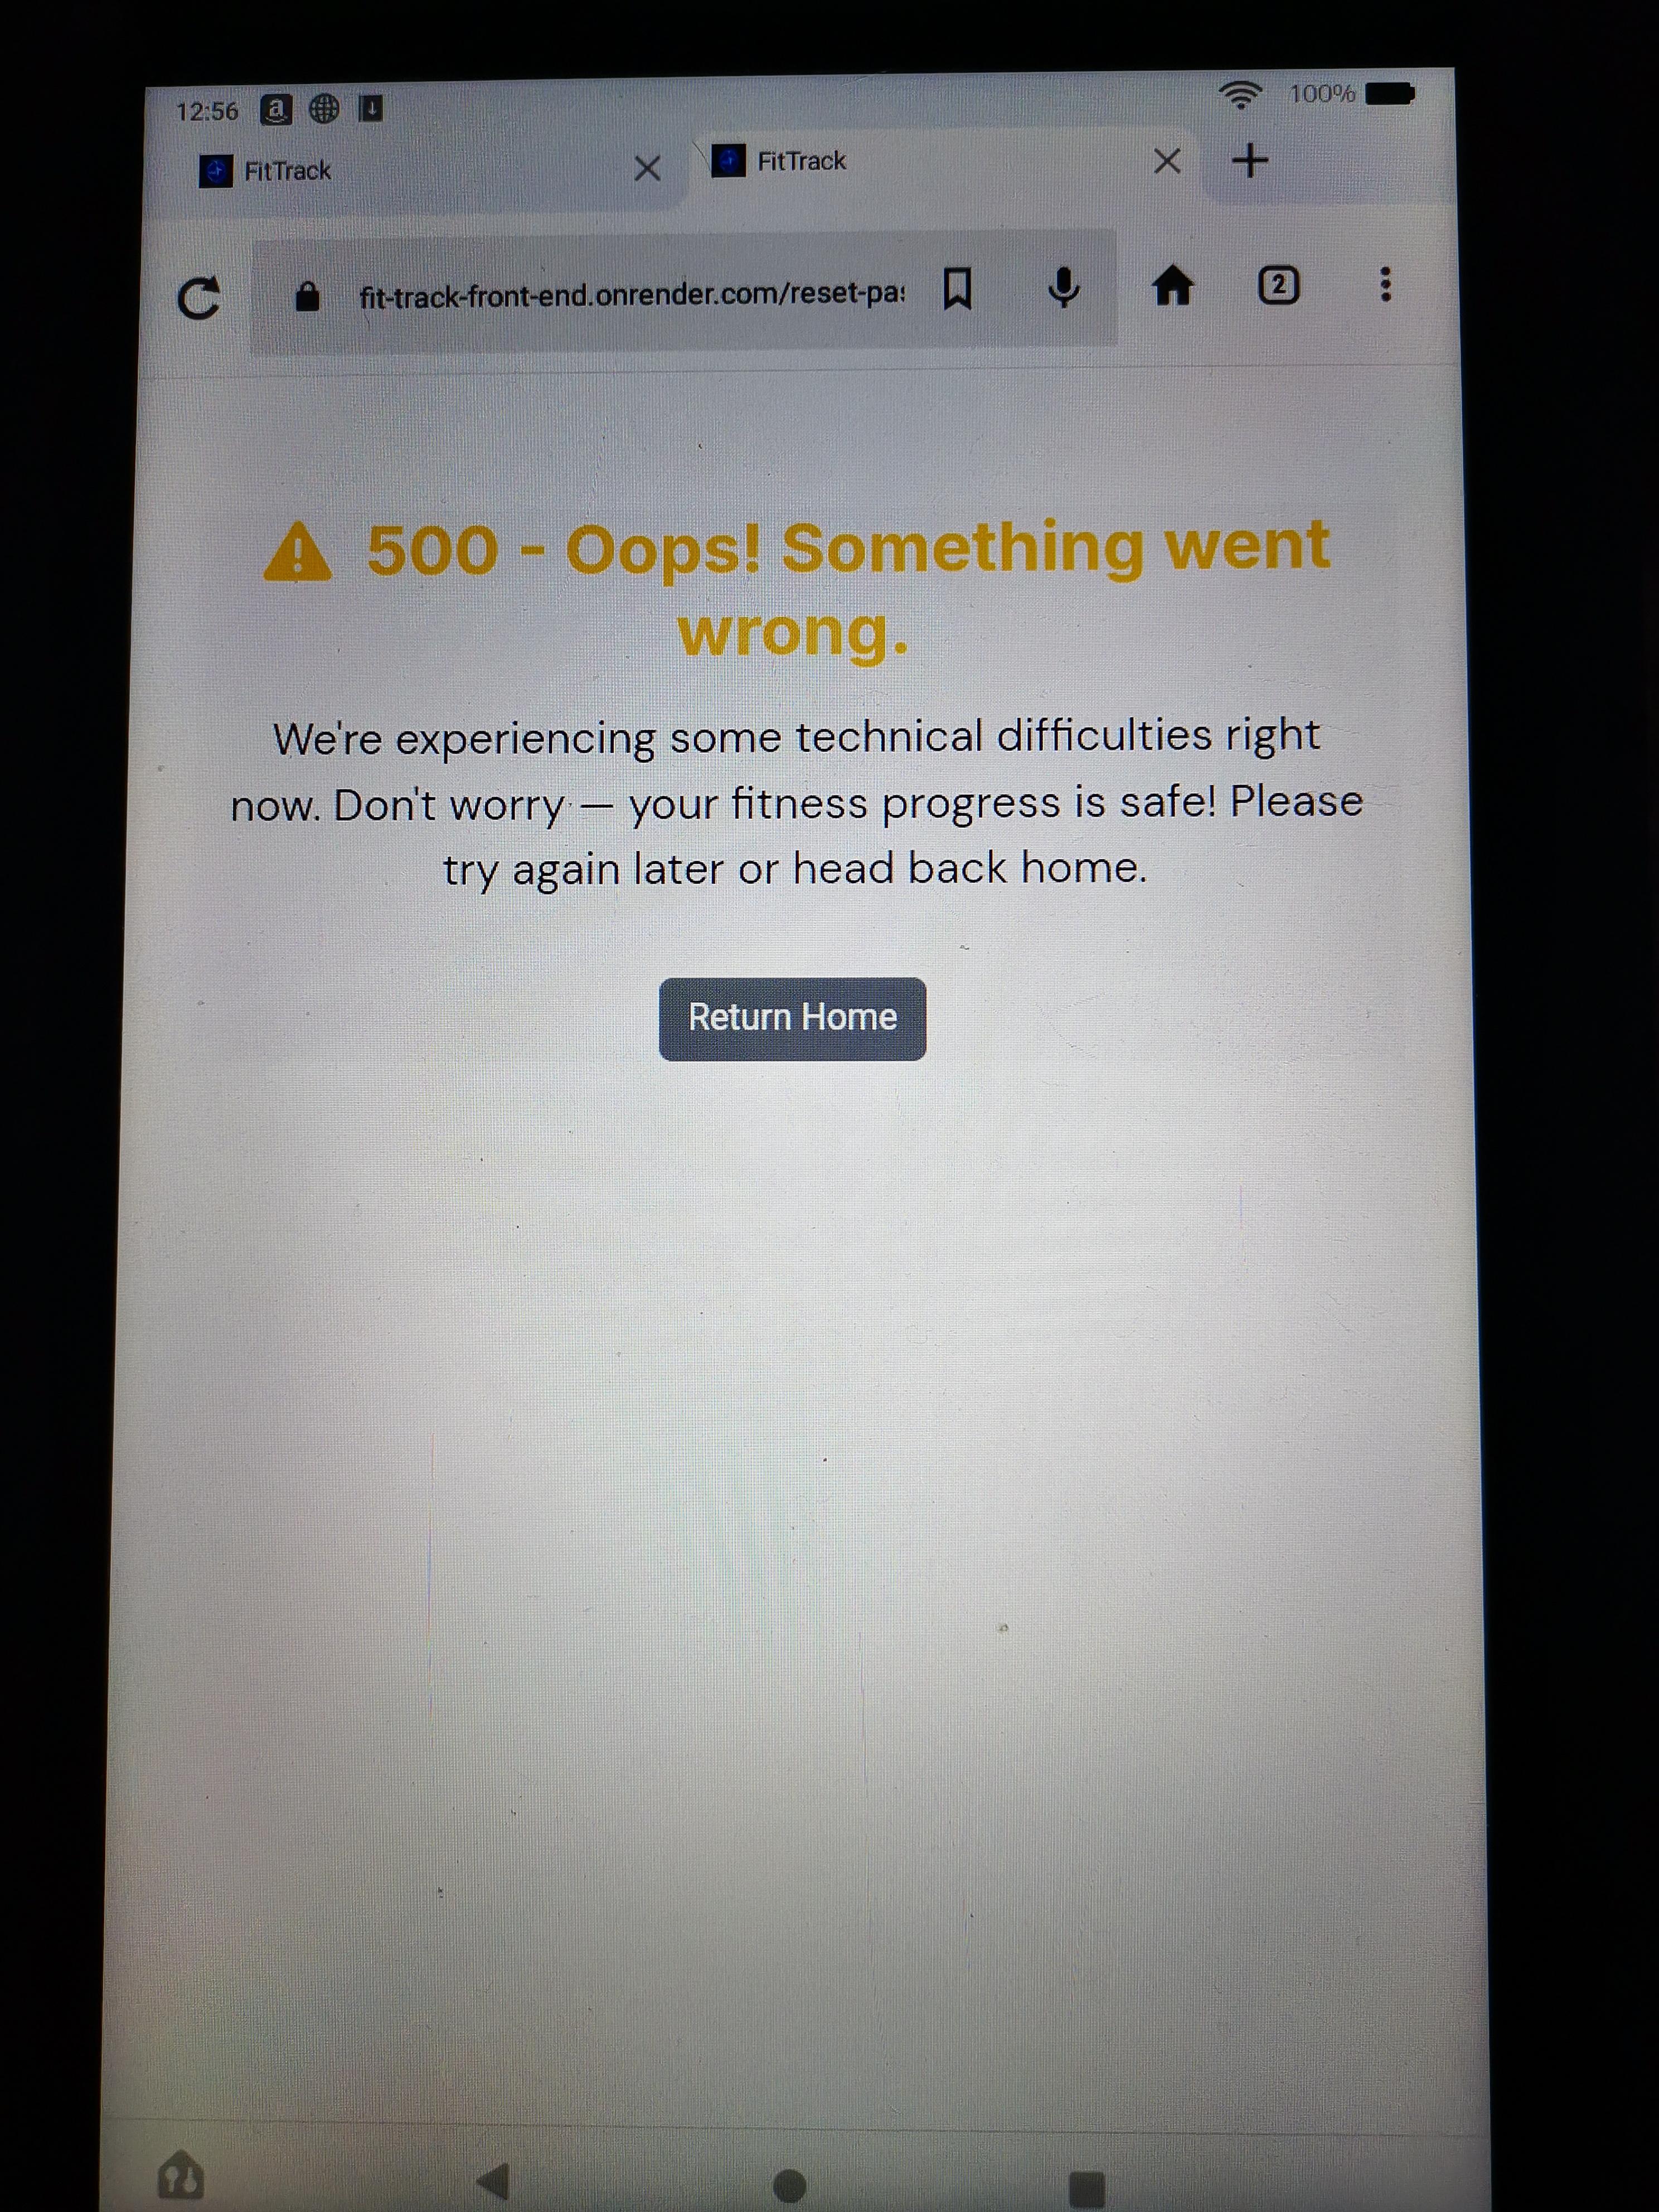 12:56
100%
FitTrack
FitTrack
fit-track-front-end.onrender.com/reset-pas
2
500 - Oops! Something went
wrong.
We're experiencing some technical difficulties right
now. Don't worry — your fitness progress is safe! Please
try again later or head back home.
Return Home